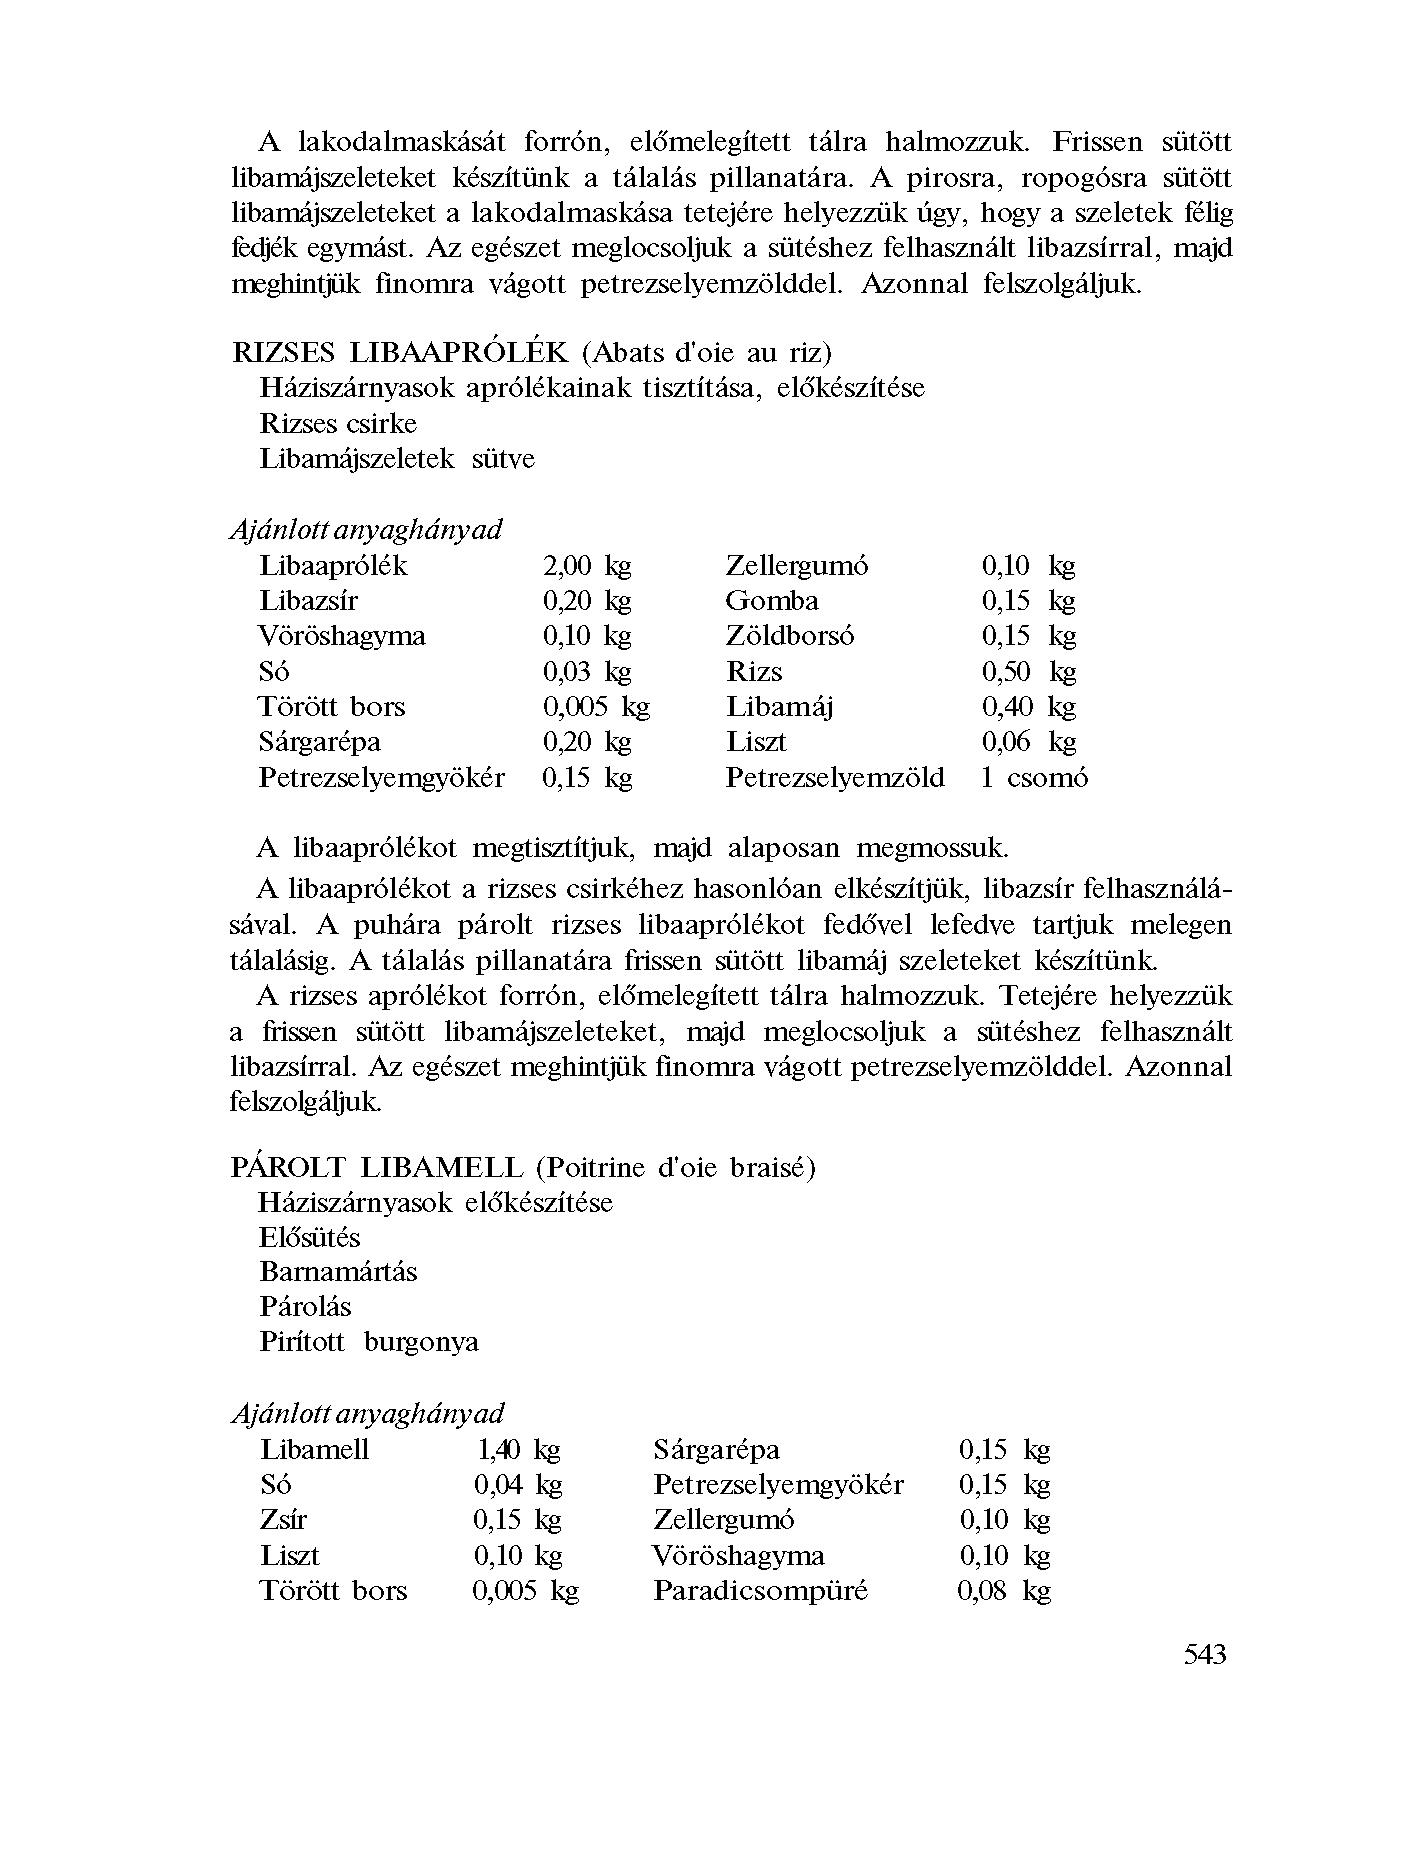 A lakodalmaskását forrón, előmelegített tálra halmozzuk. Frissen sütött
libamájszeleteket készítünk a tálalás pillanatára. A pirosra, ropogósra sütött
libamájszeleteket a lakodalmaskása tetejére helyezzük úgy, hogy a szeletek félig
fedjék egymást. Az egészet meglocsoljuk a sütéshez felhasznált libazsírral, majd
meghintjük finomra vágott petrezselyemzölddel. Azonnal felszolgáljuk.
RIZSES LIBAAPRÓLÉK (Abats d'oie au riz)
Háziszárnyasok aprólékainak tisztítása, előkészítése
Rizses csirke
Libamájszeletek sütve
Ajánlott anyaghányad
Libaaprólék 2,00 kg Zellergumó 0,10 kg
Libazsír 0,20 kg Gomba 0,15 kg
Vöröshagyma 0,10 kg Zöldborsó 0,15 kg
Só 0,03 kg Rizs 0,50 kg
Törött bors 0,005 kg Libamáj 0,40 kg
Sárgarépa 0,20 kg Liszt 0,06 kg
Petrezselyemgyökér 0,15 kg Petrezselyemzöld 1 csomó
A libaaprólékot megtisztítjuk, majd alaposan megmossuk.
A libaaprólékot a rizses csirkéhez hasonlóan elkészítjük, libazsír felhasználá-
sával. A puhára párolt rizses libaaprólékot fedővel lefedve tartjuk melegen
tálalásig. A tálalás pillanatára frissen sütött libamáj szeleteket készítünk.
A rizses aprólékot forrón, előmelegített tálra halmozzuk. Tetejére helyezzük
a frissen sütött libamájszeleteket, majd meglocsoljuk a sütéshez felhasznált
libazsírral. Az egészet meghintjük finomra vágott petrezselyemzölddel. Azonnal
felszolgáljuk.
PÁROLT LIBAMELL (Poitrine d'oie braisé)
Háziszárnyasok előkészítése
Elősütés
Barnamártás
Párolás
Pirított burgonya
Ajánlott anyaghányad
Libamell 1,40 kg Sárgarépa 0,15 kg
Só 0,04 kg Petrezselyemgyökér 0,15 kg
Zsír 0,15 kg Zellergumó 0,10 kg
Liszt 0,10 kg Vöröshagyma 0,10 kg
Törött bors 0,005 kg Paradicsompüré 0,08 kg
543